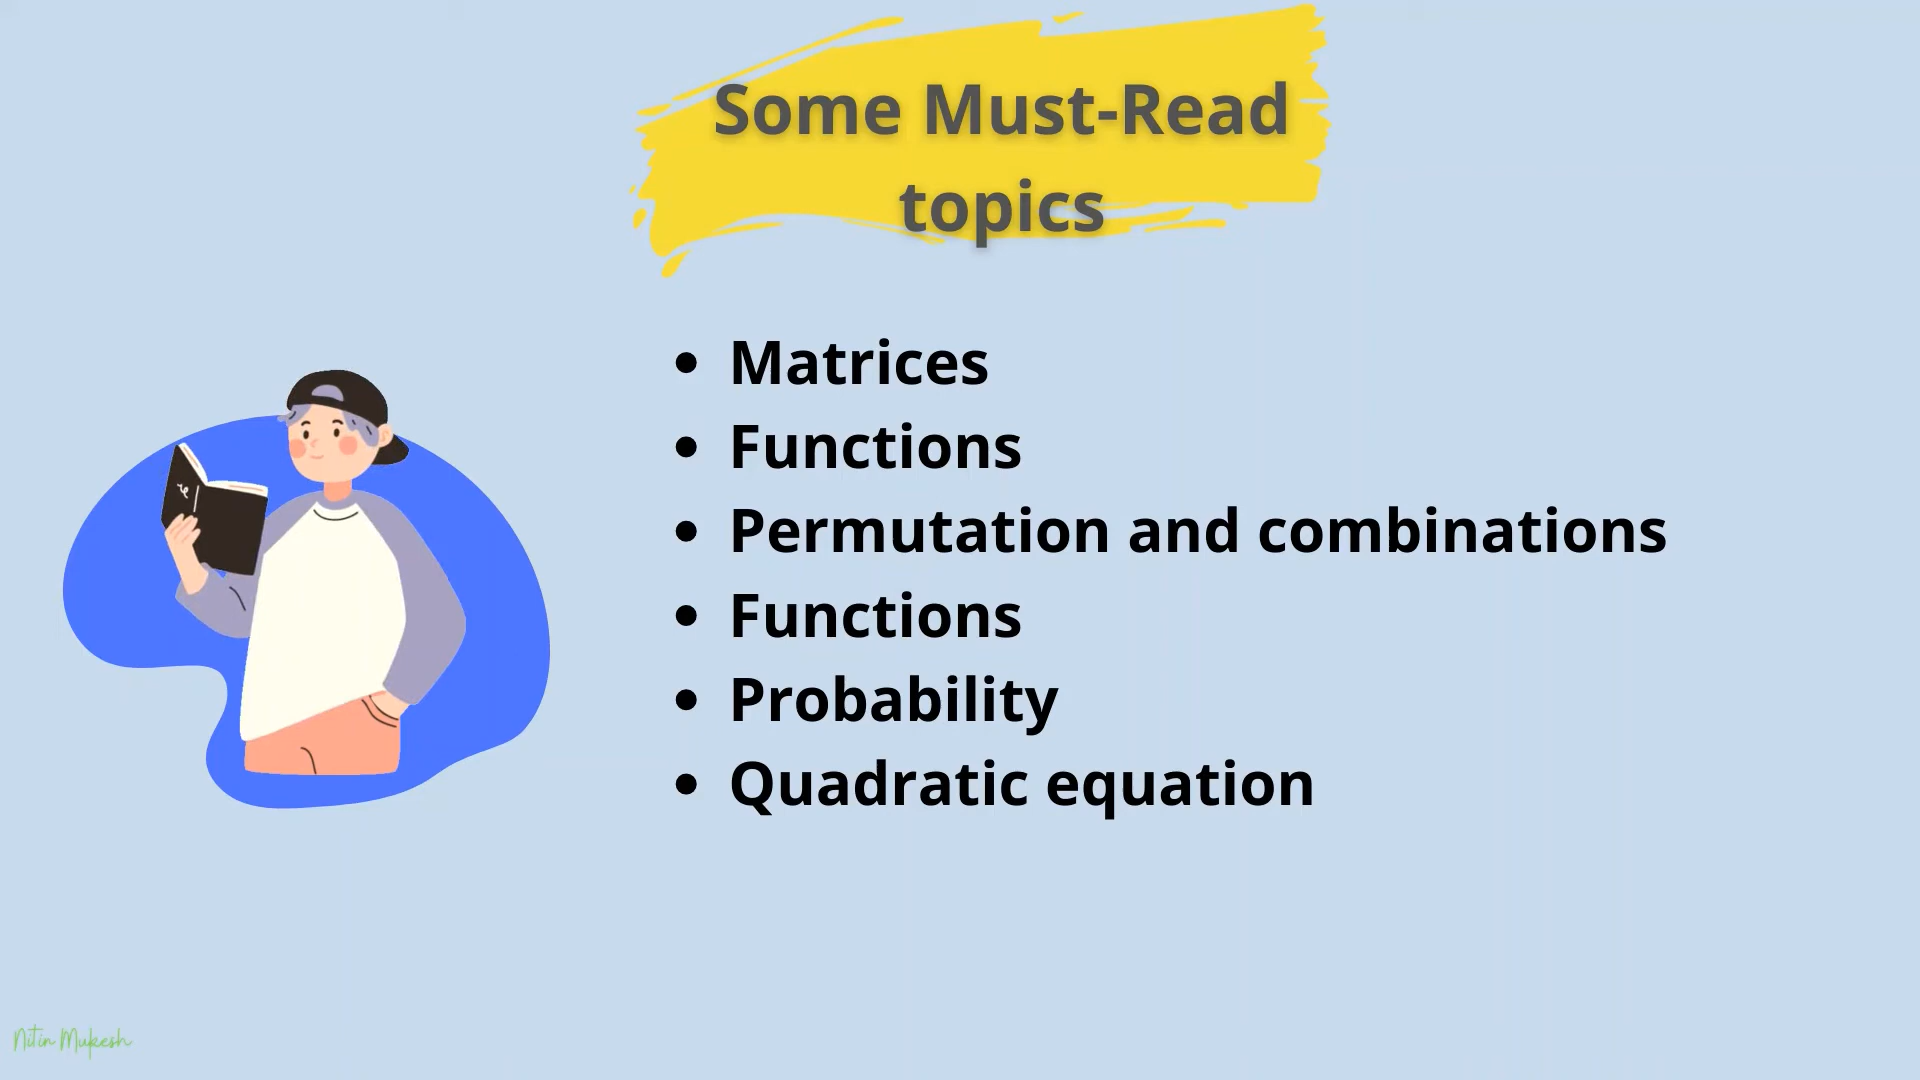 Some Must-Read
topics
• Matrices
• Functions
• Permutation and combinations
• Functions
• Probability
• Quadratic equation
Nitin Mukesh